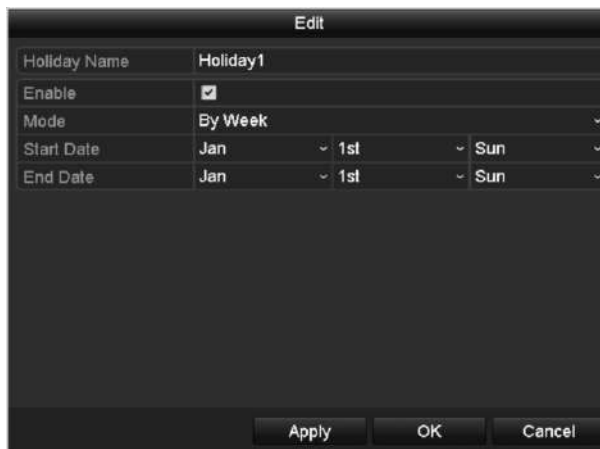 Edit
Holiday Name Holiday1
Enable
Mode By Week
Start Date Jan 1st Sun
End Date Jan 1st Sun
Apply OK Cancel